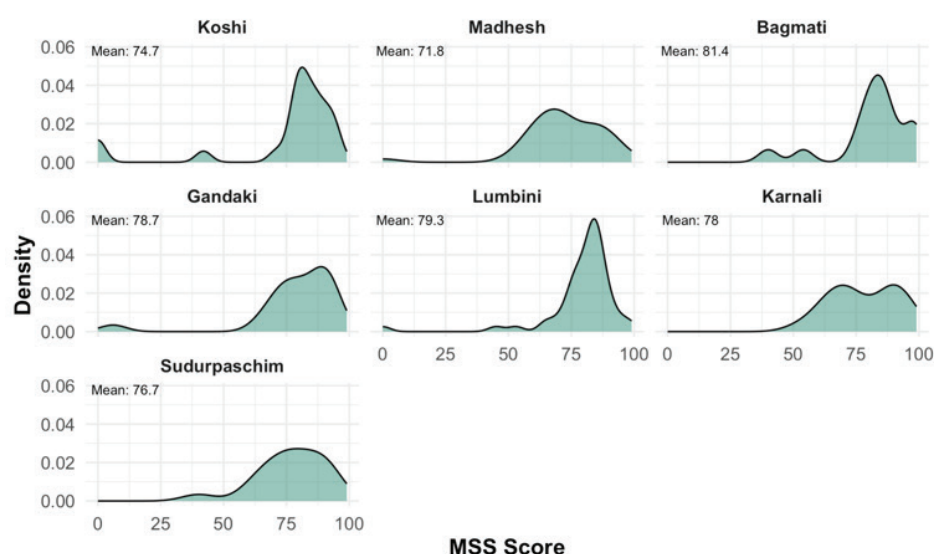 Koshi
Madhesh
Bagmati
0.06
Mean: 74.7
Mean: 71.8
Mean: 81.4
0.04
0.02
0.00
Gandaki
Lumbini
Karnali
0.06
Mean: 78.7
Mean: 79.3
Mean: 78
0.04
0.02
0.00
Density
0 25 50 75 100
0 25 50 75 100
Sudurpaschim
0.06
Mean: 76.7
0.04
0.02
0.00
0 25 50 75 100
MSS Score